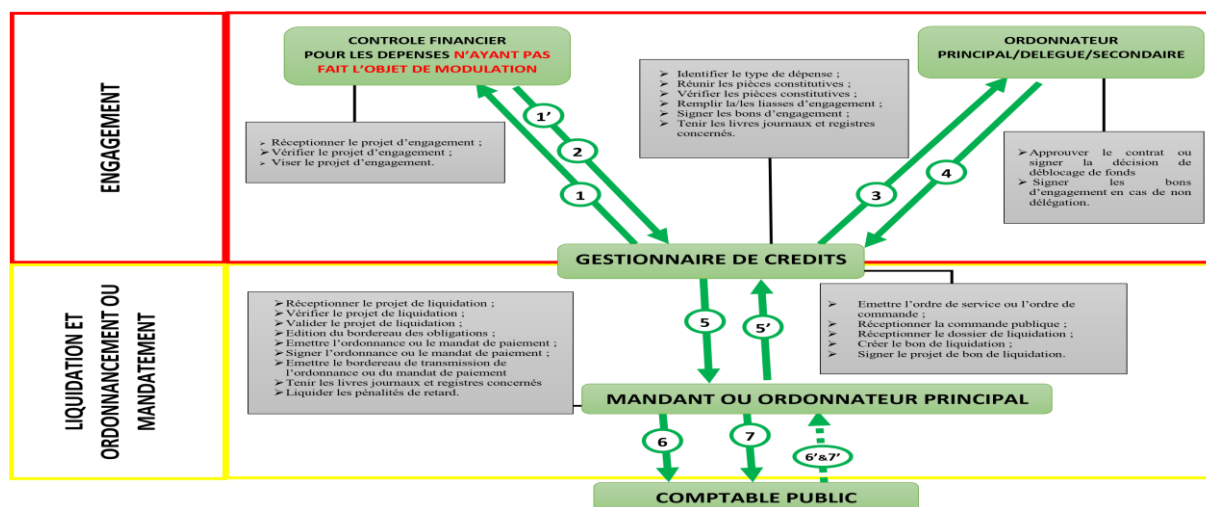 ENGAGEMENT
CONTROLE FINANCIER
POUR LES DEPENSES N'AYANT PAS
FAIT L'OBJET DE MODULATION
ORDONNATEUR
PRINCIPAL/DELEGUE/SECONDAIRE
➢ Identifier le type de dépense ;
➢ Réunir les pièces constitutives ;
➢ Vérifier les pièces constitutives ;
➢ Remplir la/les liasses d'engagement ;
➢ Signer les bons d'engagement ;
➢ Tenir les livres journaux et registres
concernés.
➢ Réceptionner le projet d'engagement ;
➢ Vérifier le projet d'engagement ;
➢ Viser le projet d'engagement.
➢ Approuver le contrat ou
signer la décision de
déblocage de fonds
➢ Signer les bons
d'engagement en cas de non
délégation.
1'
2
1
3
4
GESTIONNAIRE DE CREDITS
LIQUIDATION ET
ORDONNANCEMENT OU
MANDATEMENT
➢ Réceptionner le projet de liquidation ;
➢ Vérifier le projet de liquidation ;
➢ Valider le projet de liquidation ;
➢ Edition du bordereau des obligations ;
➢ Emettre l'ordonnance ou le mandat de paiement ;
➢ Signer l'ordonnance ou le mandat de paiement ;
➢ Emettre le bordereau de transmission de
l'ordonnance ou du mandat de paiement
➢ Tenir les livres journaux et registres concernés
➢ Liquider les pénalités de retard.
5
5'
➢ Emettre l'ordre de service ou l'ordre de
commande ;
➢ Réceptionner la commande publique ;
➢ Réceptionner le dossier de liquidation ;
➢ Créer le bon de liquidation ;
➢ Signer le projet de bon de liquidation.
MANDANT OU ORDONNATEUR PRINCIPAL
6
7
6'&7'
COMPTABLE PUBLIC